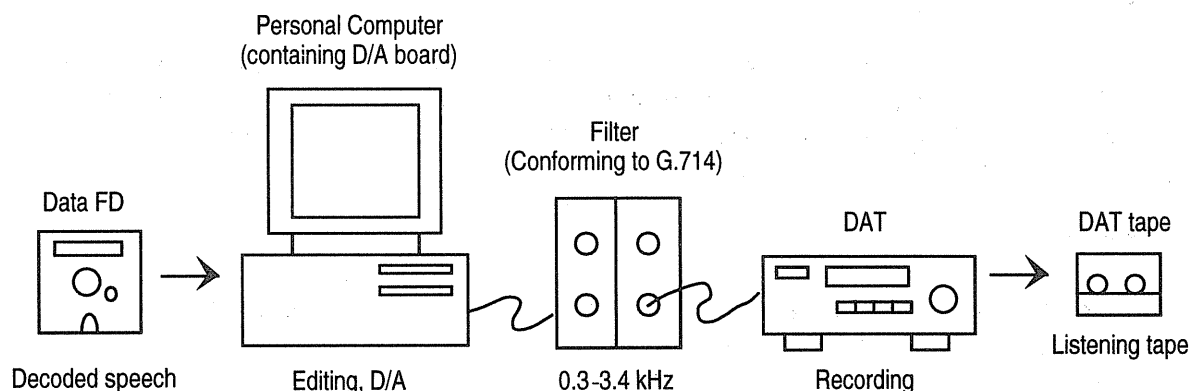 Personal Computer
(containing D/A board)
Filter
(Conforming to G.714)
Data FD
DAT
DAT tape
Listening tape
Decoded speech
Editing, D/A
0.3-3.4 kHz
Recording